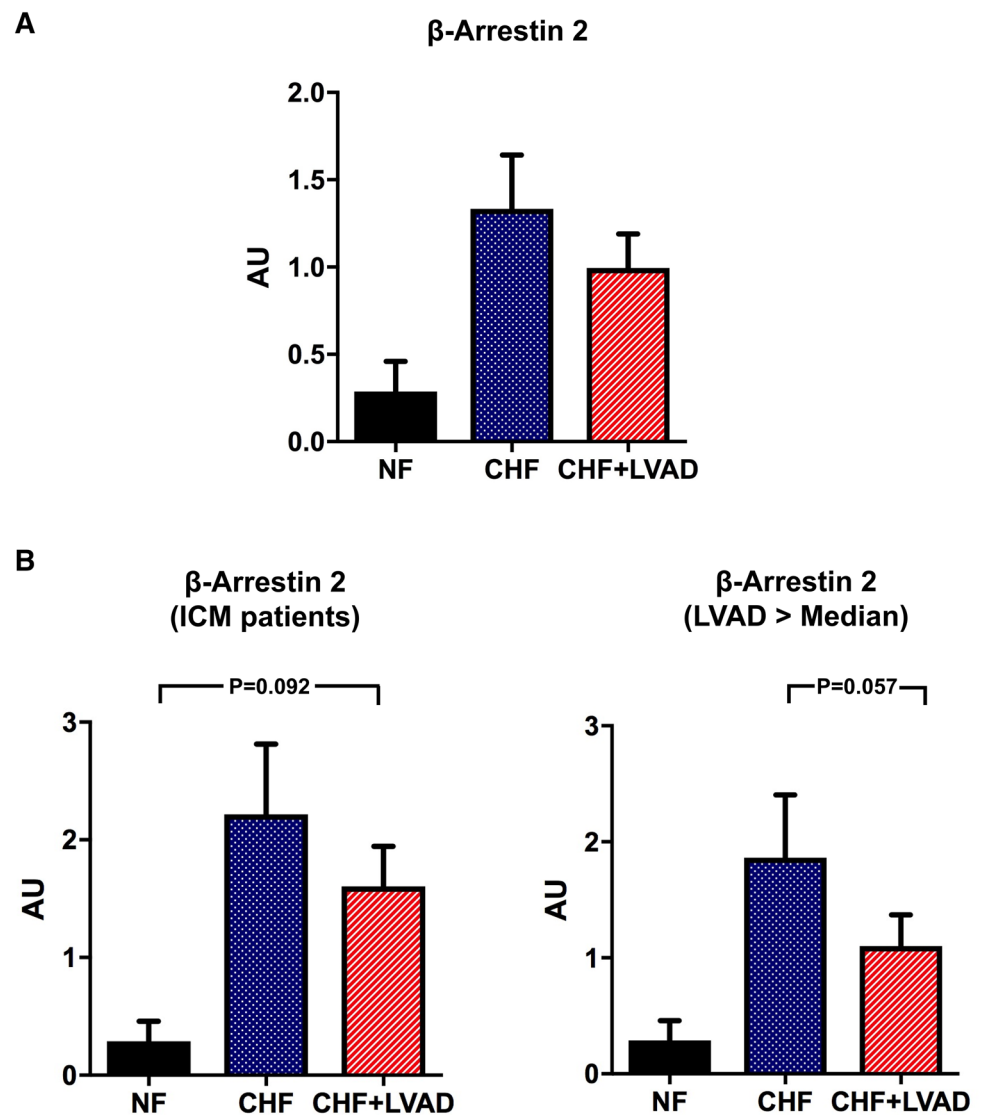 A
β-Arrestin 2
2.0
1.5
1.0
0.5
0.0
AU
NF CHF CHF+LVAD
B
β-Arrestin 2
(ICM patients)
P=0.092
3
2
1
0
AU
NF CHF CHF+LVAD
β-Arrestin 2
(LVAD > Median)
P=0.057
3
2
1
0
AU
NF CHF CHF+LVAD